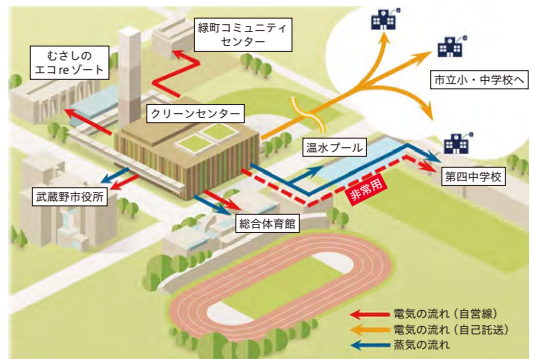 緑町コミュニティ
センター
むさしの
エコreゾート
市立小・中学校へ
クリーンセンター
温水プール
第四中学校
武蔵野市役所
非常用
総合体育館
電気の流れ（自営線）
電気の流れ（自己託送）
蒸気の流れ